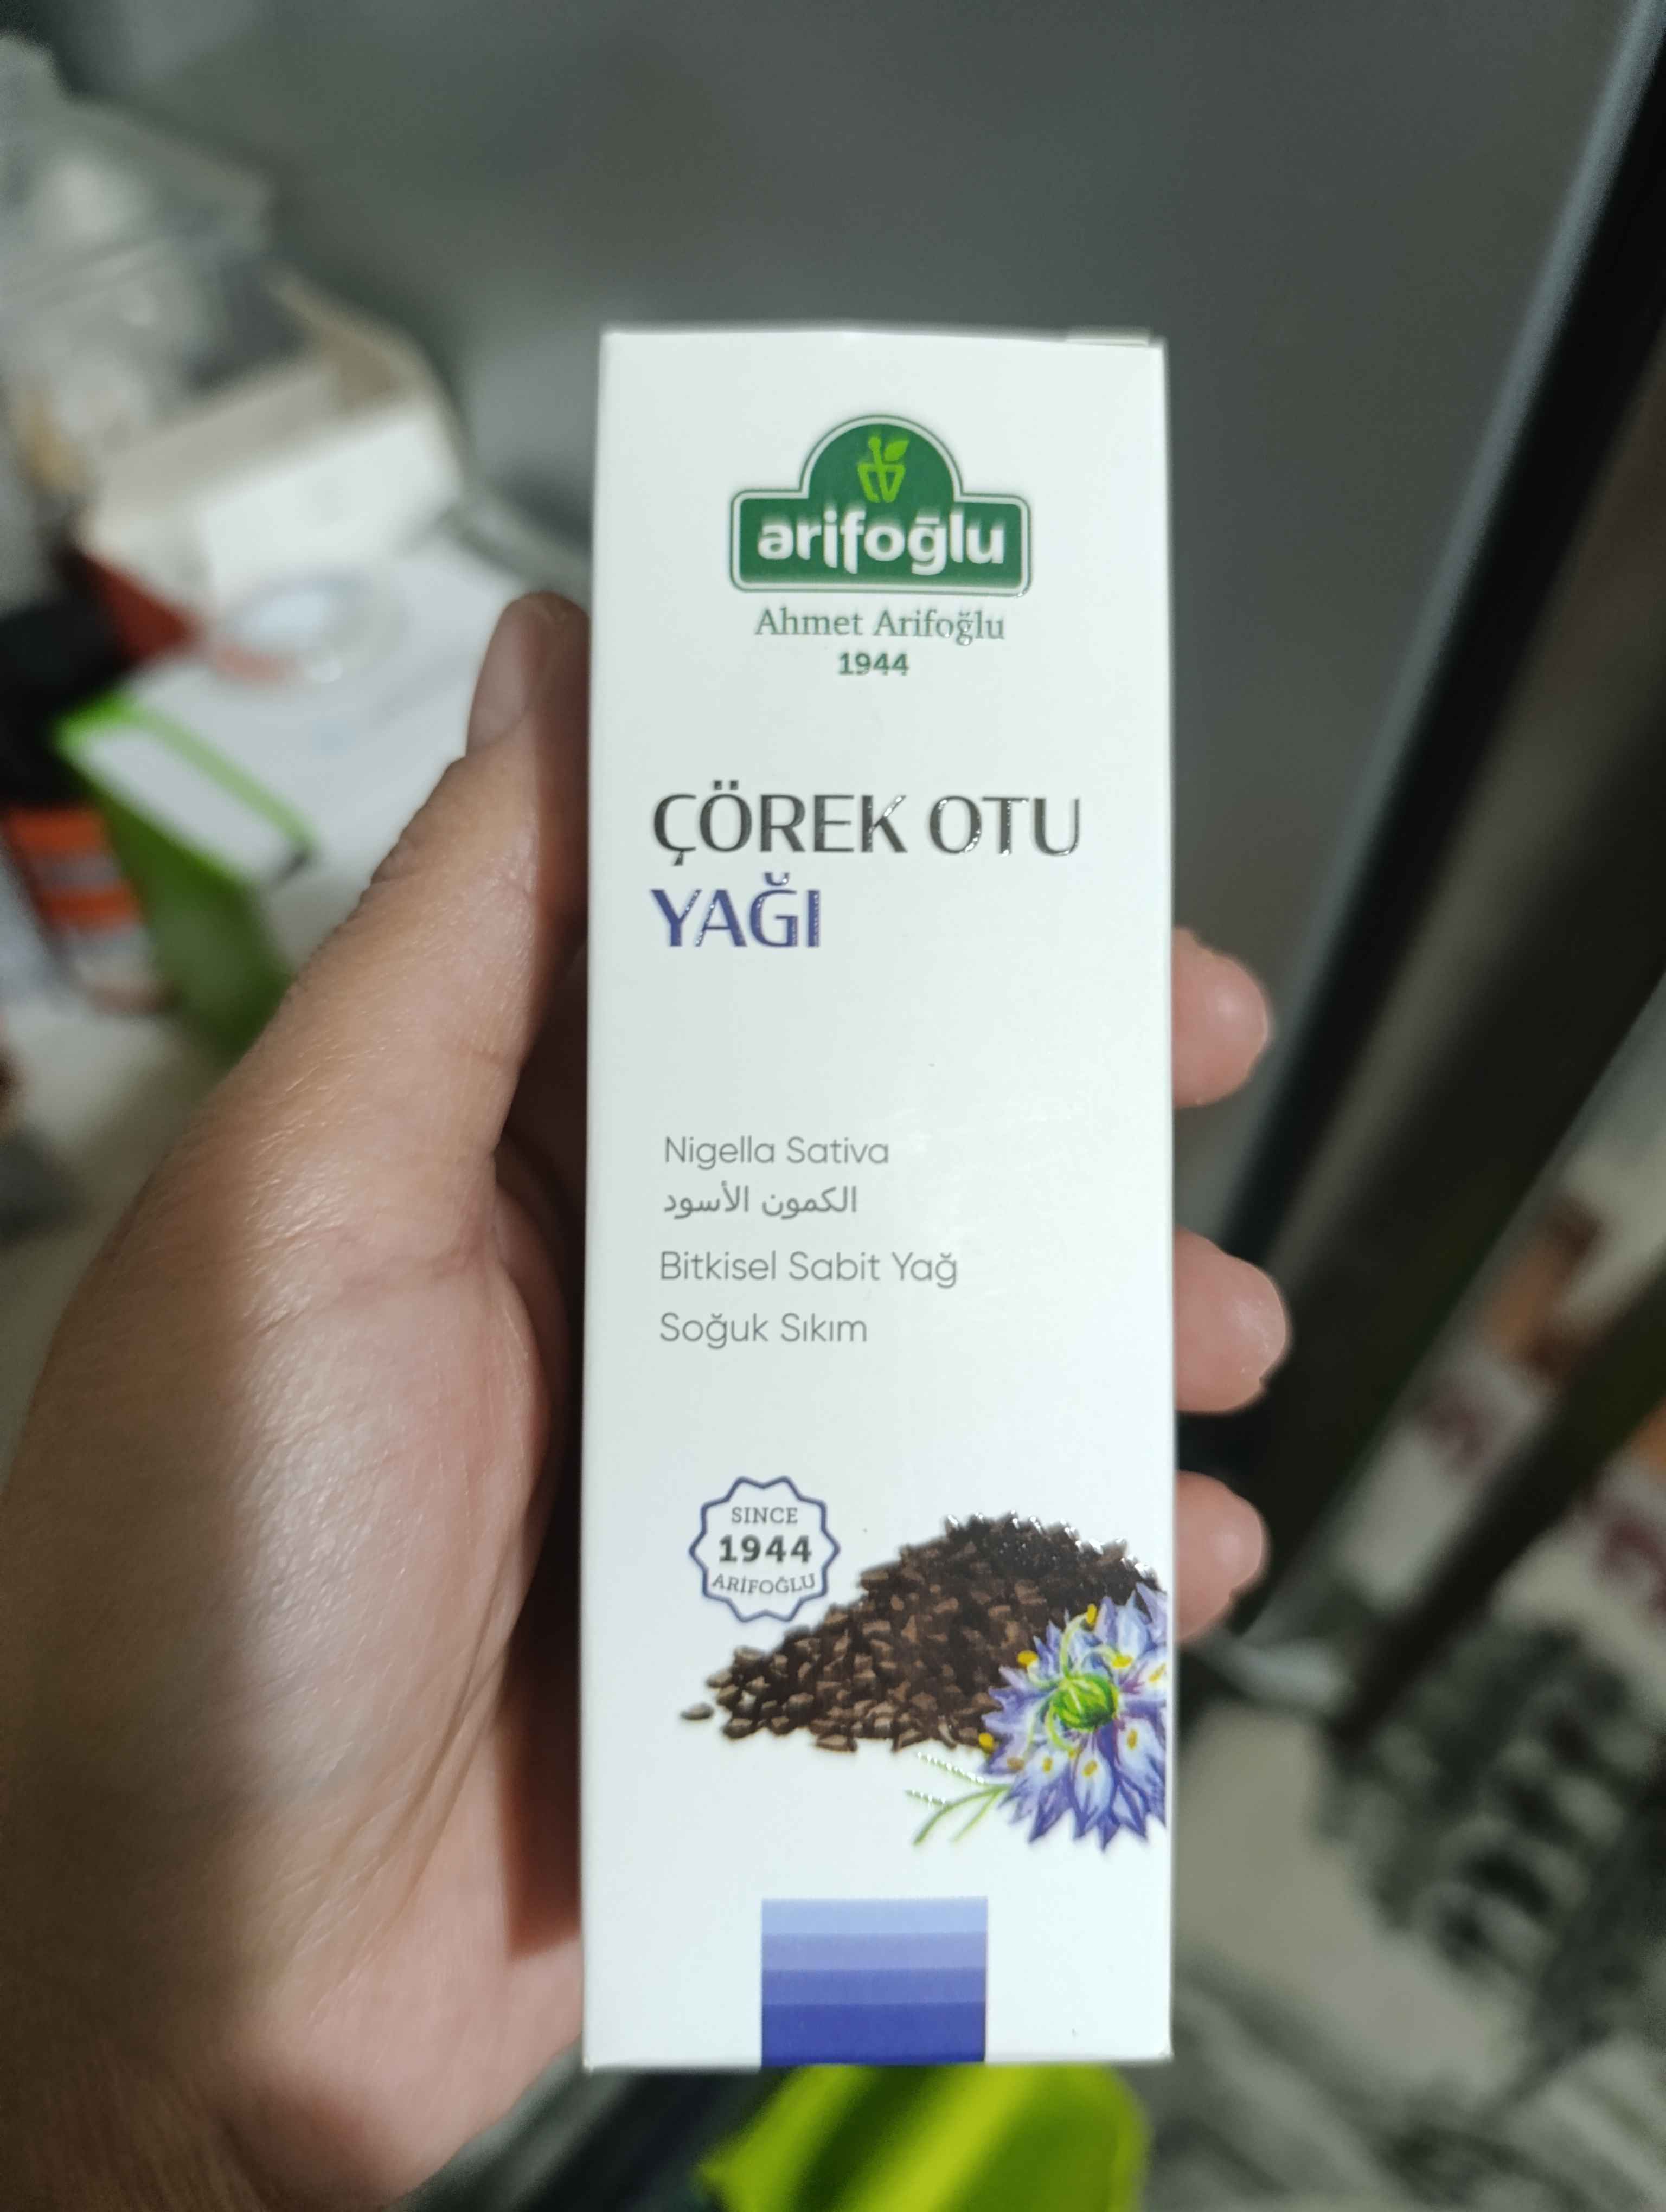 arifoğlu
Ahmet Arifoğlu
1944
ÇÖREK OTU
YAĞI
Nigella Sativa
الكمون الأسود
Bitkisel Sabit Yağ
Soğuk Sıkım
SINCE
1944
ARİFOĞLU